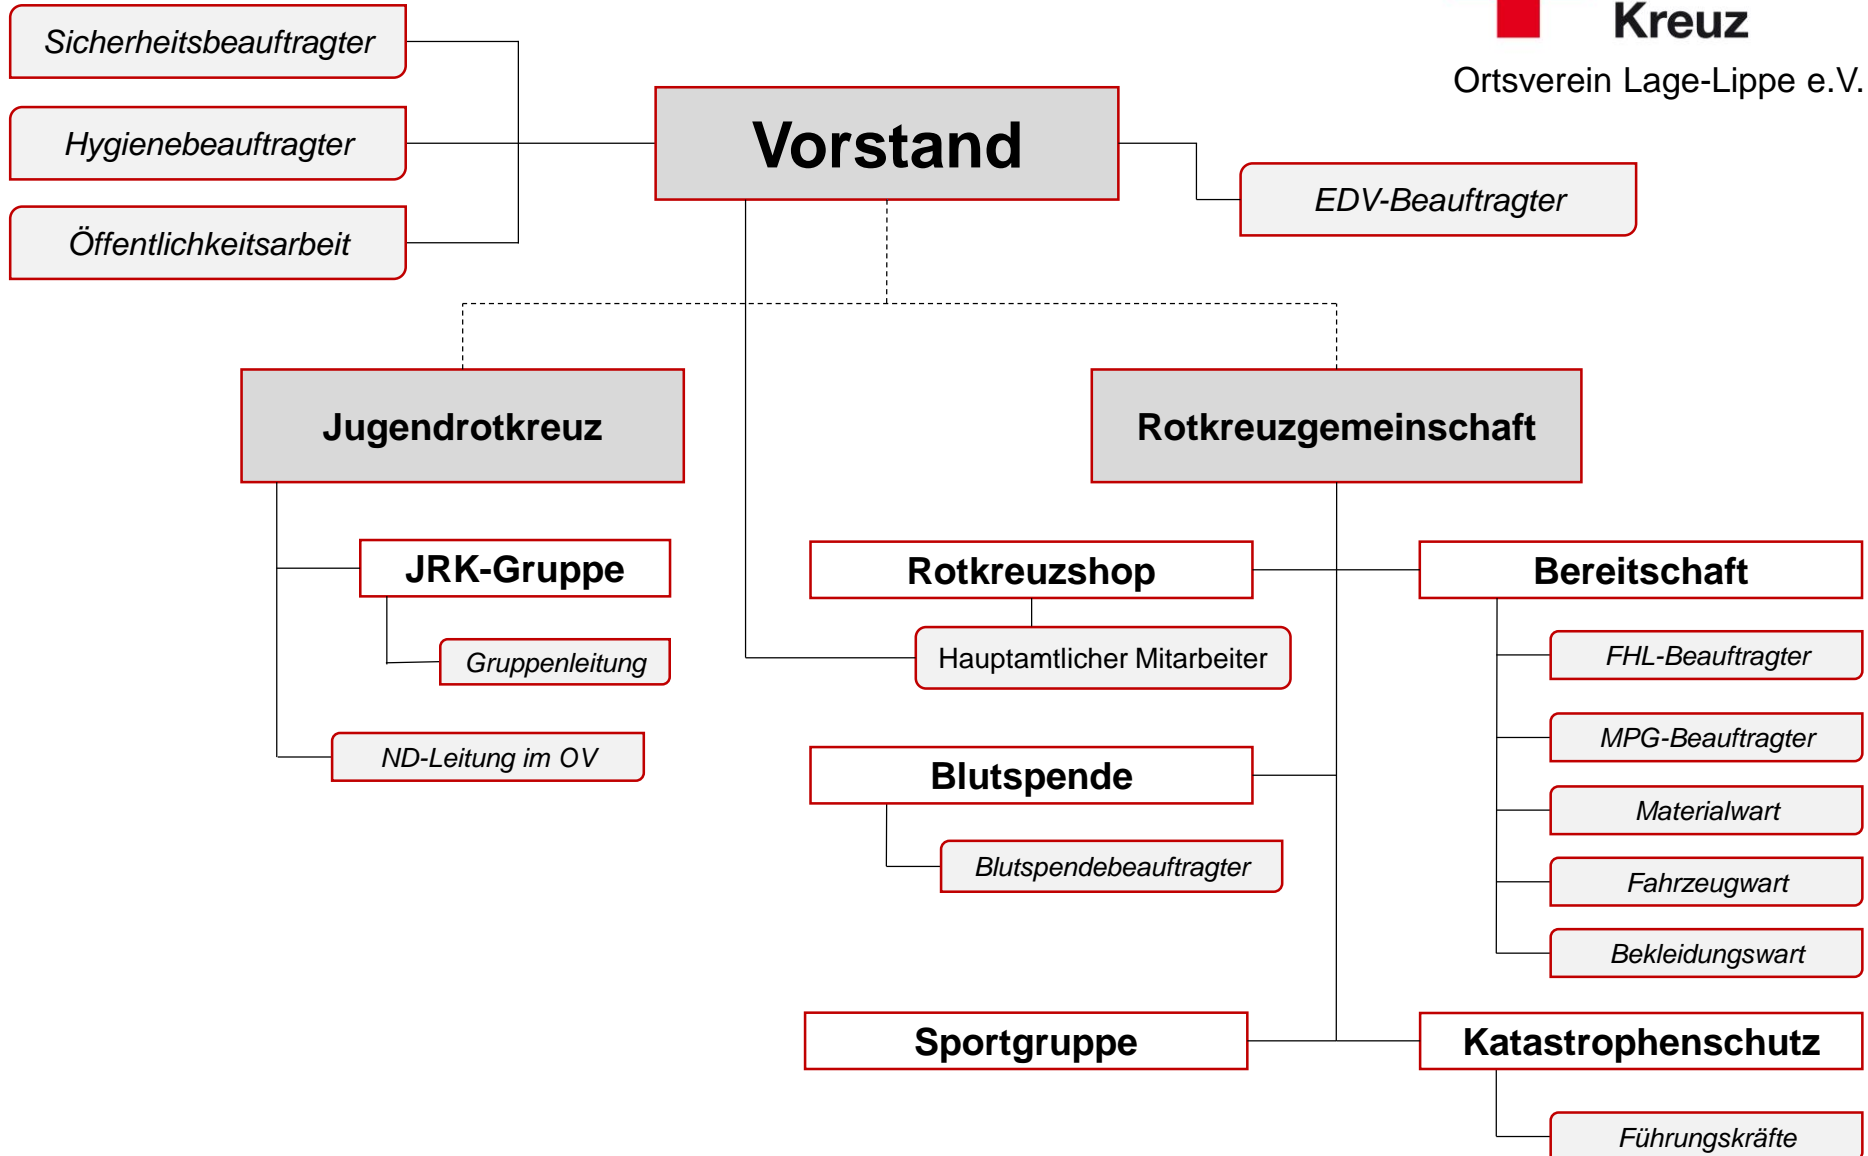 Kreuz
Ortsverein Lage-Lippe e.V.
Sicherheitsbeauftragter
Hygienebeauftragter
Öffentlichkeitsarbeit
Vorstand
EDV-Beauftragter
Jugendrotkreuz
Rotkreuzgemeinschaft
JRK-Gruppe
Gruppenleitung
ND-Leitung im OV
Rotkreuzshop
Hauptamtlicher Mitarbeiter
Blutspende
Blutspendebeauftragter
Sportgruppe
Bereitschaft
FHL-Beauftragter
MPG-Beauftragter
Materialwart
Fahrzeugwart
Bekleidungswart
Katastrophenschutz
Führungskräfte